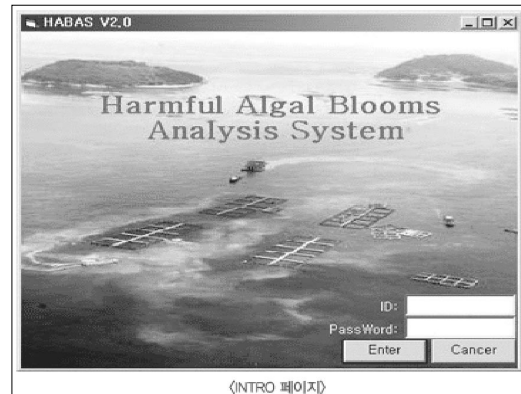 HABAS V2.0
Harmful Algal Blooms
Analysis System
ID:
PassWord:
Enter Cancer
<INTRO 페이지>